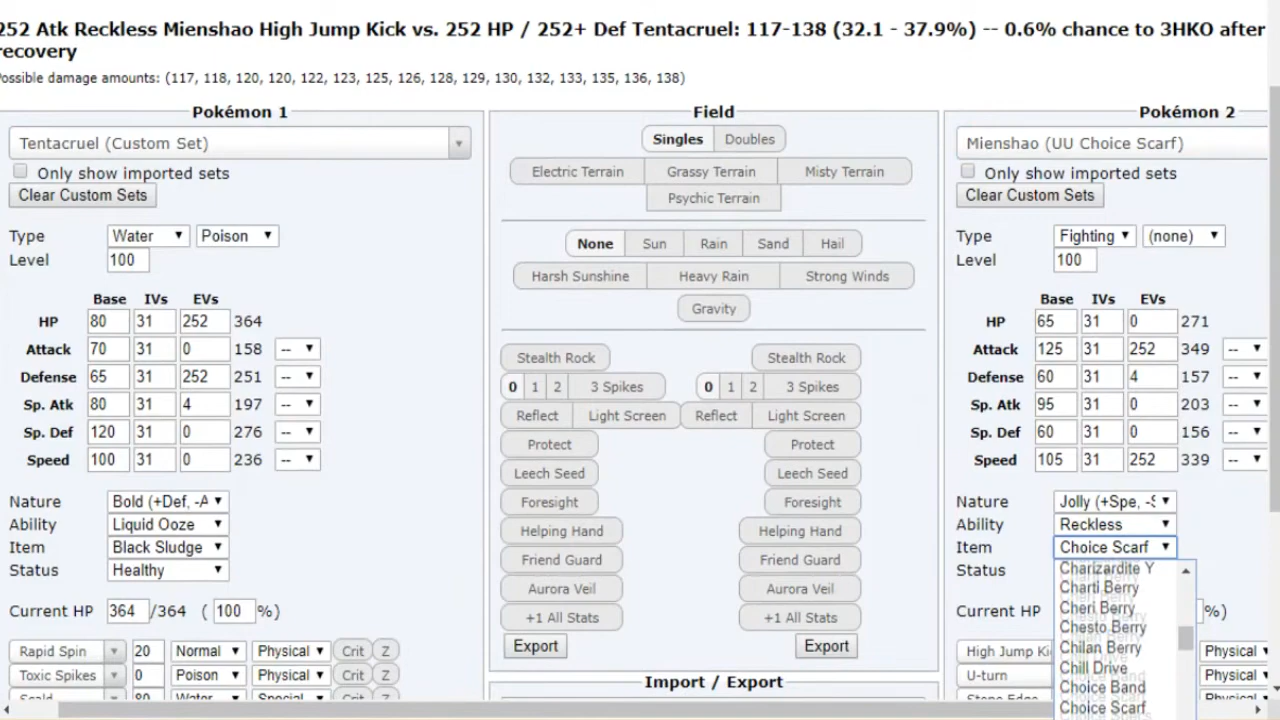 252 Atk Reckless Mienshao High Jump Kick vs. 252 HP / 252+ Def Tentacruel: 117-138 (32.1 - 37.9%) -- 0.6% chance to 3HKO after
recovery
ossible damage amounts: (117, 118, 120, 120, 122, 123, 125, 126, 128, 129, 130, 132, 133, 135, 136, 138)
Pokémon 1
Tentacruel (Custom Set)
Only show imported sets
Clear Custom Sets
Type Water Poison
Level 100
Base IVs EVs
HP 80 31 252 364
Attack 70 31 0 158 --
Defense 65 31 252 251 --
Sp. Atk 80 31 4 197 --
Sp. Def 120 31 0 276 --
Speed 100 31 0 236 --
Nature Bold (+Def, -A
Ability Liquid Ooze
Item Black Sludge
Status Healthy
Current HP 364 /364 ( 100 %)
Rapid Spin 20 Normal Physical Crit Z
Toxic Spikes 0 Poison Physical Crit Z
Scald 80 Water Special Crit Z
Field
Singles Doubles
Electric Terrain Grassy Terrain Misty Terrain
Psychic Terrain
None Sun Rain Sand Hail
Harsh Sunshine Heavy Rain Strong Winds
Gravity
Stealth Rock Stealth Rock
0 1 2 3 Spikes 0 1 2 3 Spikes
Reflect Light Screen Reflect Light Screen
Protect Protect
Leech Seed Leech Seed
Foresight Foresight
Helping Hand Helping Hand
Friend Guard Friend Guard
Aurora Veil Aurora Veil
+1 All Stats +1 All Stats
Export Export
Import / Export
Pokémon 2
Mienshao (UU Choice Scarf)
Only show imported sets
Clear Custom Sets
Type Fighting (none)
Level 100
Base IVs EVs
HP 65 31 0 271
Attack 125 31 252 349 --
Defense 60 31 4 157 --
Sp. Atk 95 31 0 203 --
Sp. Def 60 31 0 156 --
Speed 105 31 252 339 --
Nature Jolly (+Spe, -S
Ability Reckless
Item Choice Scarf
Status
Charizardite Y
Charti Berry
Cheri Berry
Chesto Berry
Chilan Berry
Chill Drive
Choice Band
Choice Scarf
Current HP %)
High Jump Ki Physical
U-turn Physical
Stone Edge Physical